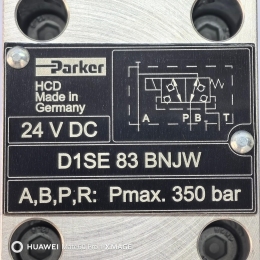 Parker
HCD
Made in
Germany
24 V DC
A P B T
D1SE 83 BNJW
A,B,P,R: Pmax. 350 bar
HUAWEI